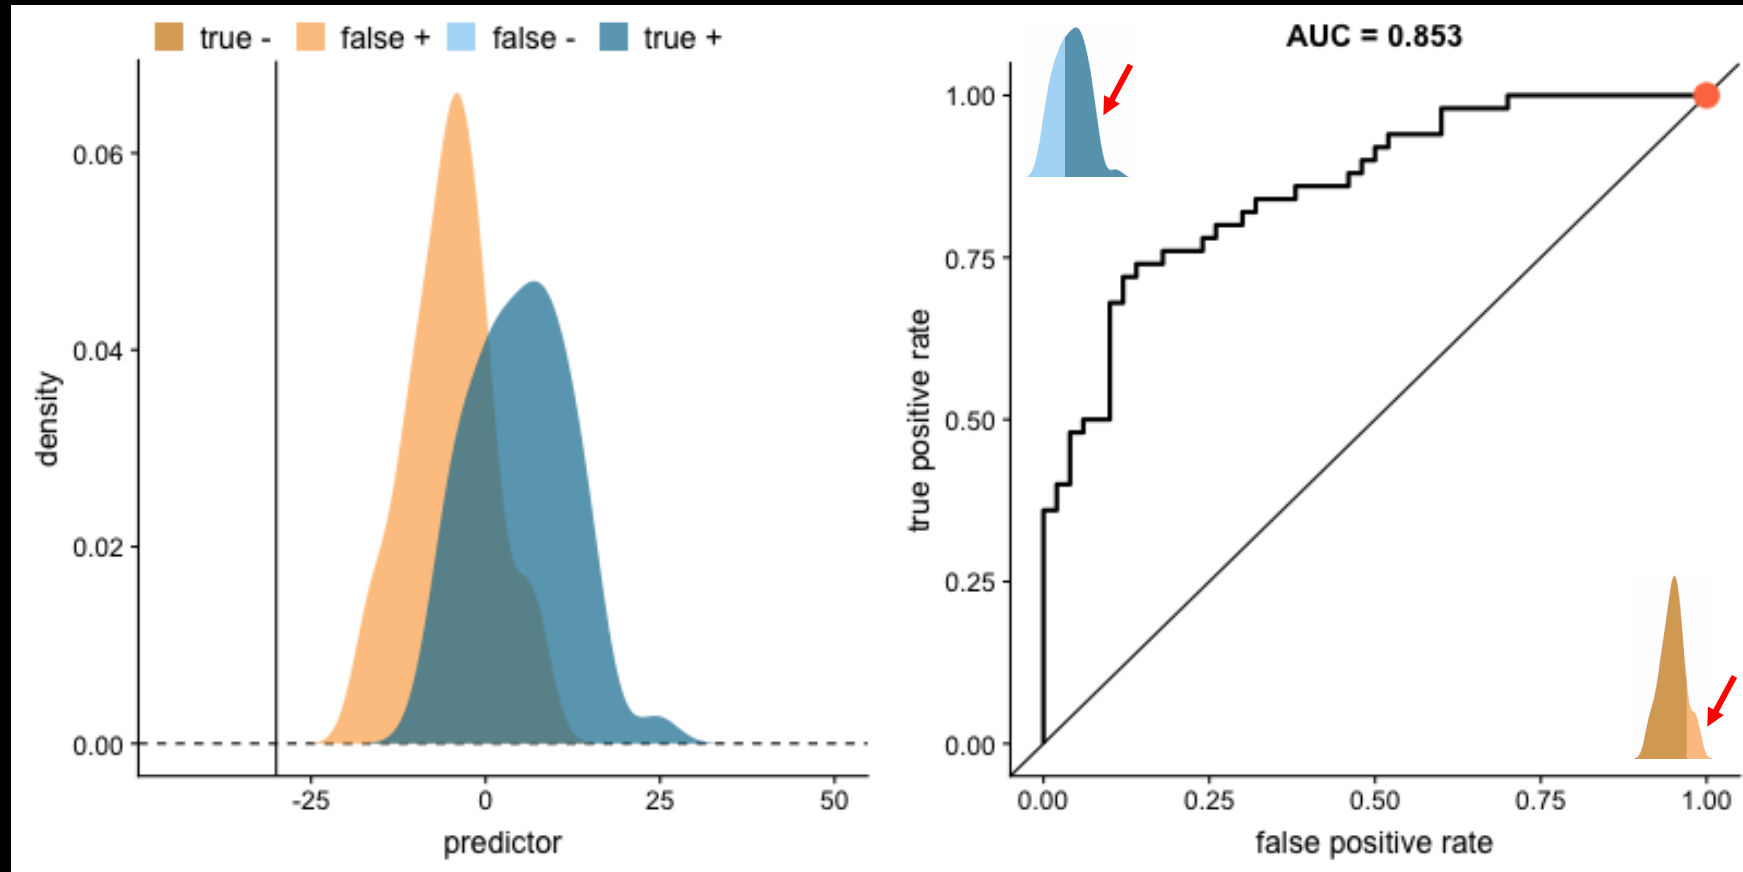 true - false + false - true +
0.06
0.04
0.02
0.00
density
-25 0 25 50
predictor
AUC = 0.853
1.00
0.75
0.50
0.25
0.00
true positive rate
0.00 0.25 0.50 0.75 1.00
false positive rate